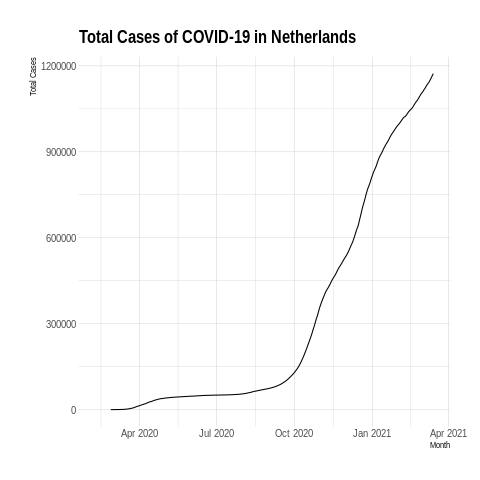 Total Cases of COVID-19 in Netherlands
Total Cases
1200000
900000
600000
300000
0
Apr 2020 Jul 2020 Oct 2020 Jan 2021 Apr 2021
Month